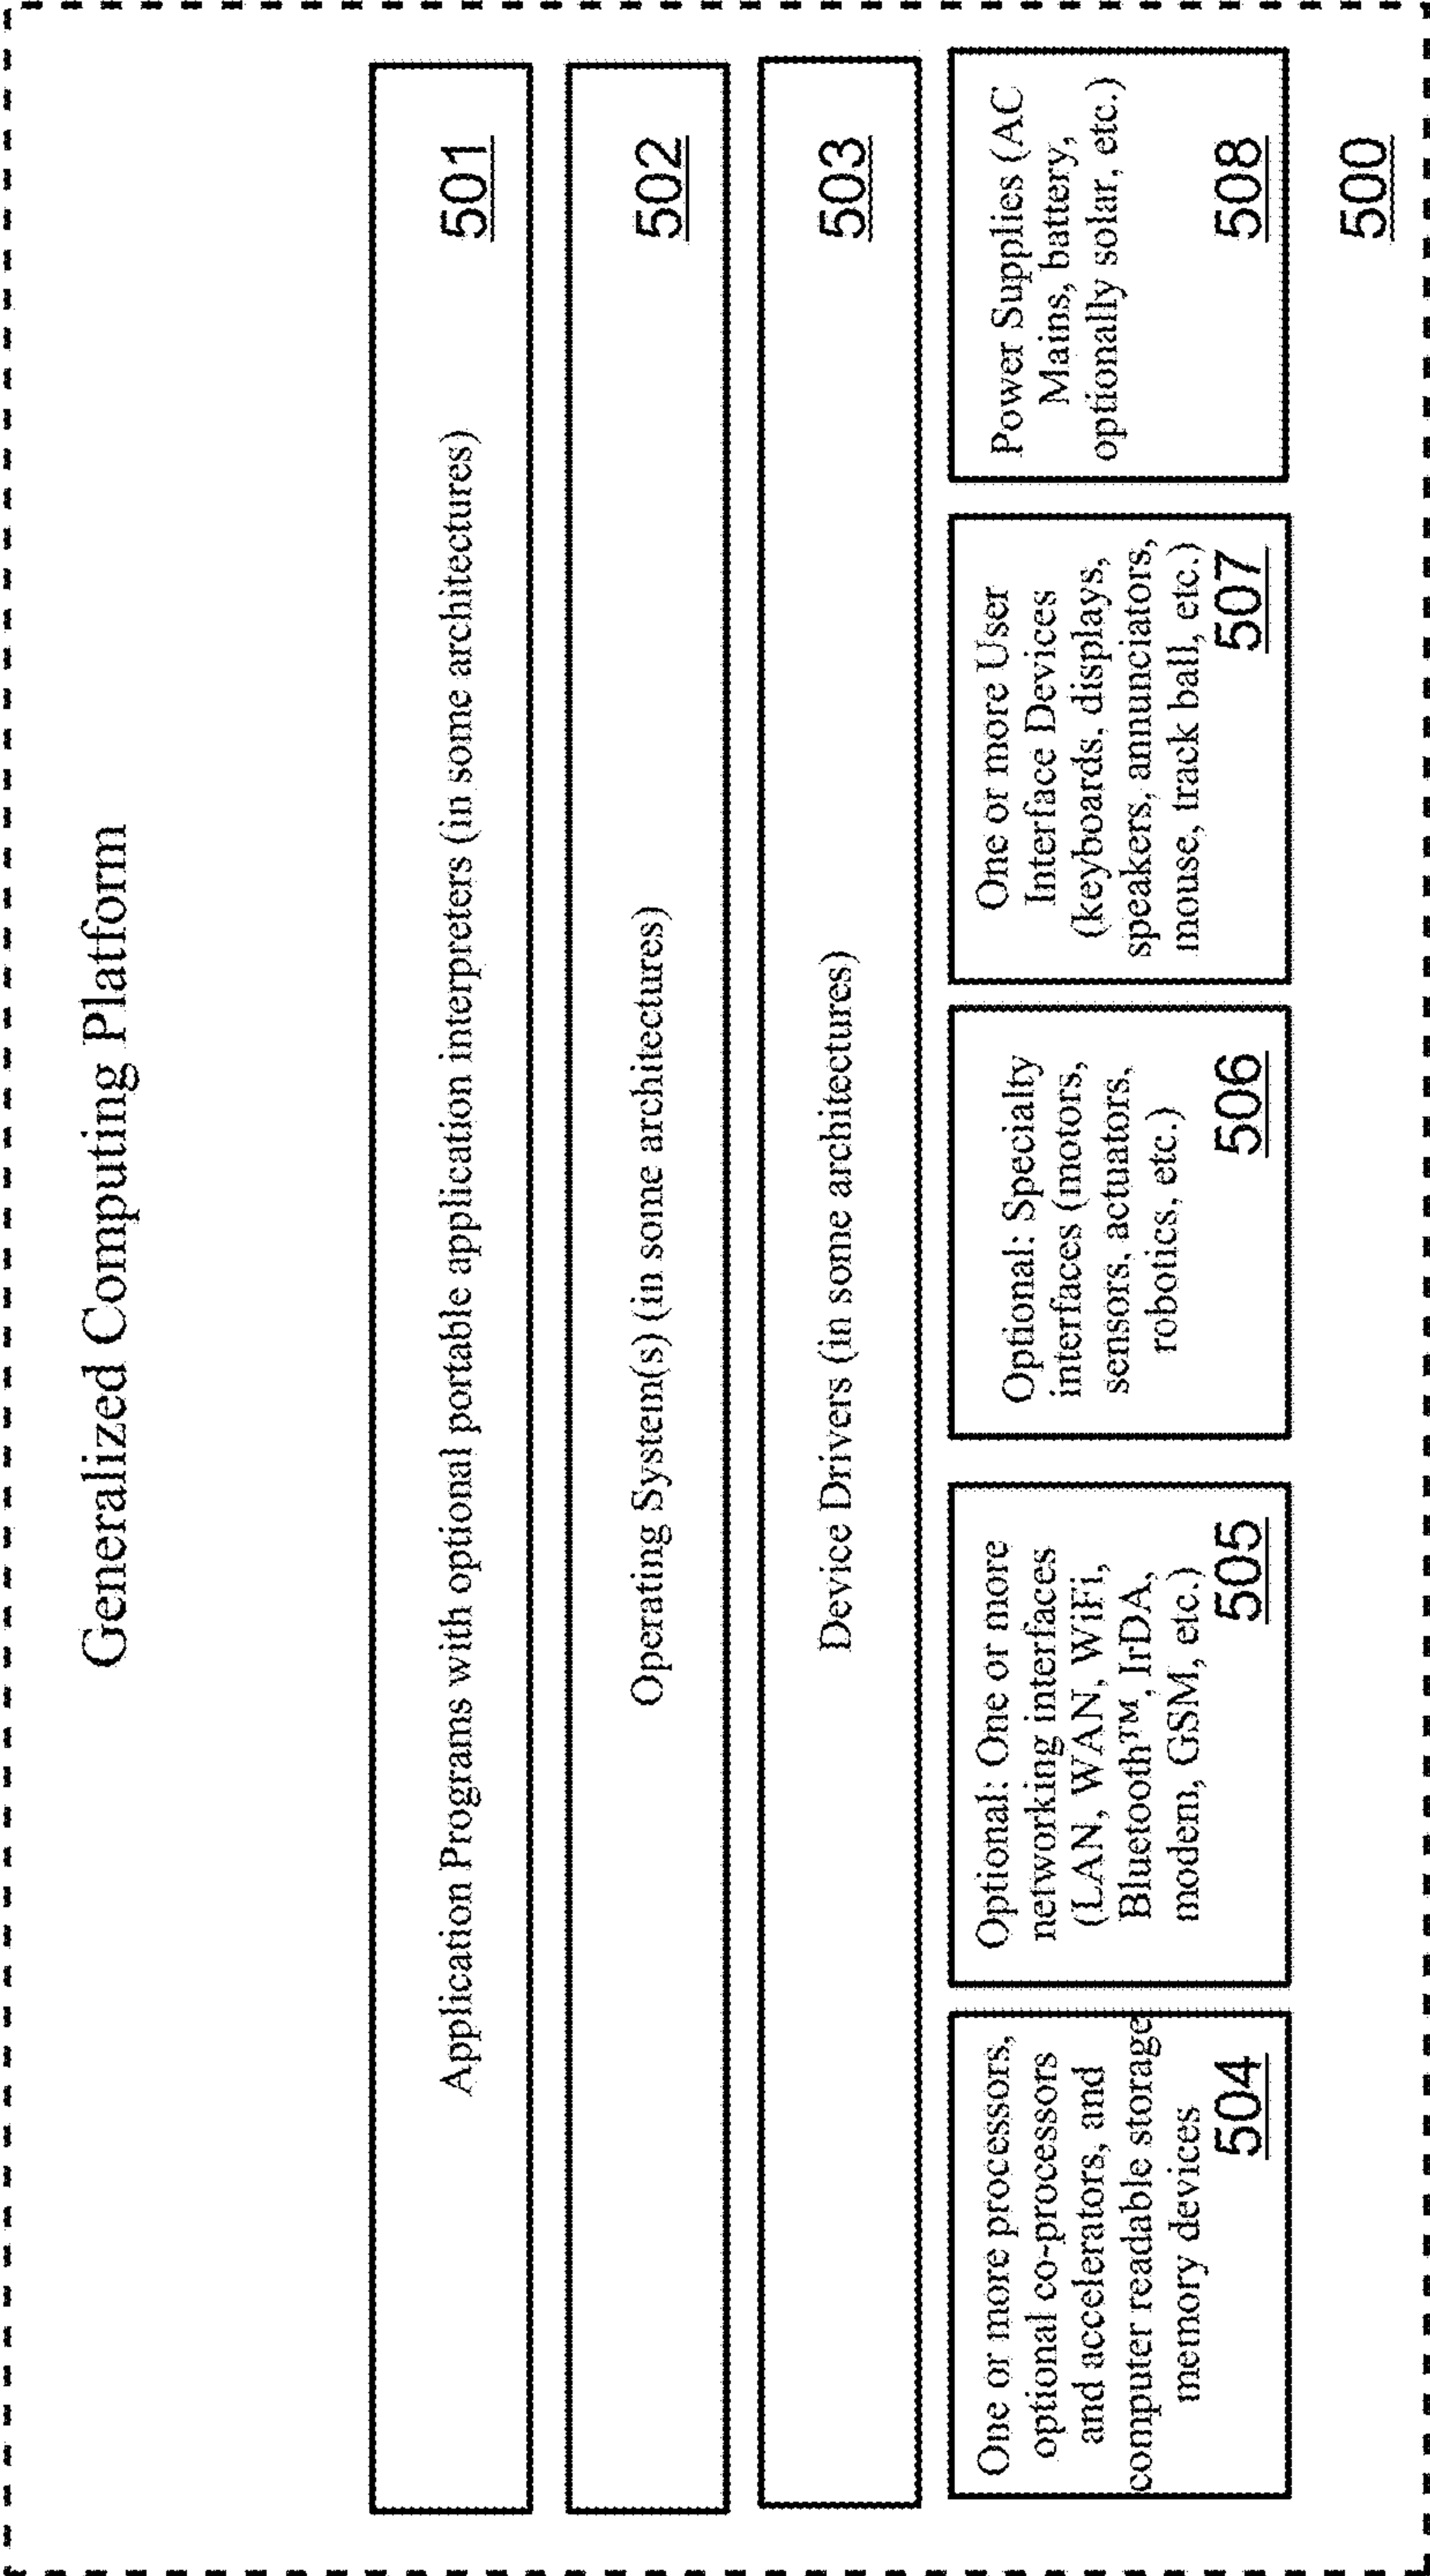 Generalized Computing Platform
Application Programs with optional portable application interpreters (in some architectures)
501
Operating System(s) (in some architectures)
502
Device Drivers (in some architectures)
503
One or more processors,
optional co-processors
and accelerators, and
computer readable storage
memory devices
504
Optional: One or more
networking interfaces
(LAN, WAN, WiFi,
Bluetooth™, IrDA,
modem, GSM, etc.)
505
Optional: Specialty
interfaces (motors,
sensors, actuators,
robotics, etc.)
506
One or more User
Interface Devices
(keyboards, displays,
speakers, annunciators,
mouse, track ball, etc.)
507
Power Supplies (AC
Mains, battery,
optionally solar, etc.)
508
500